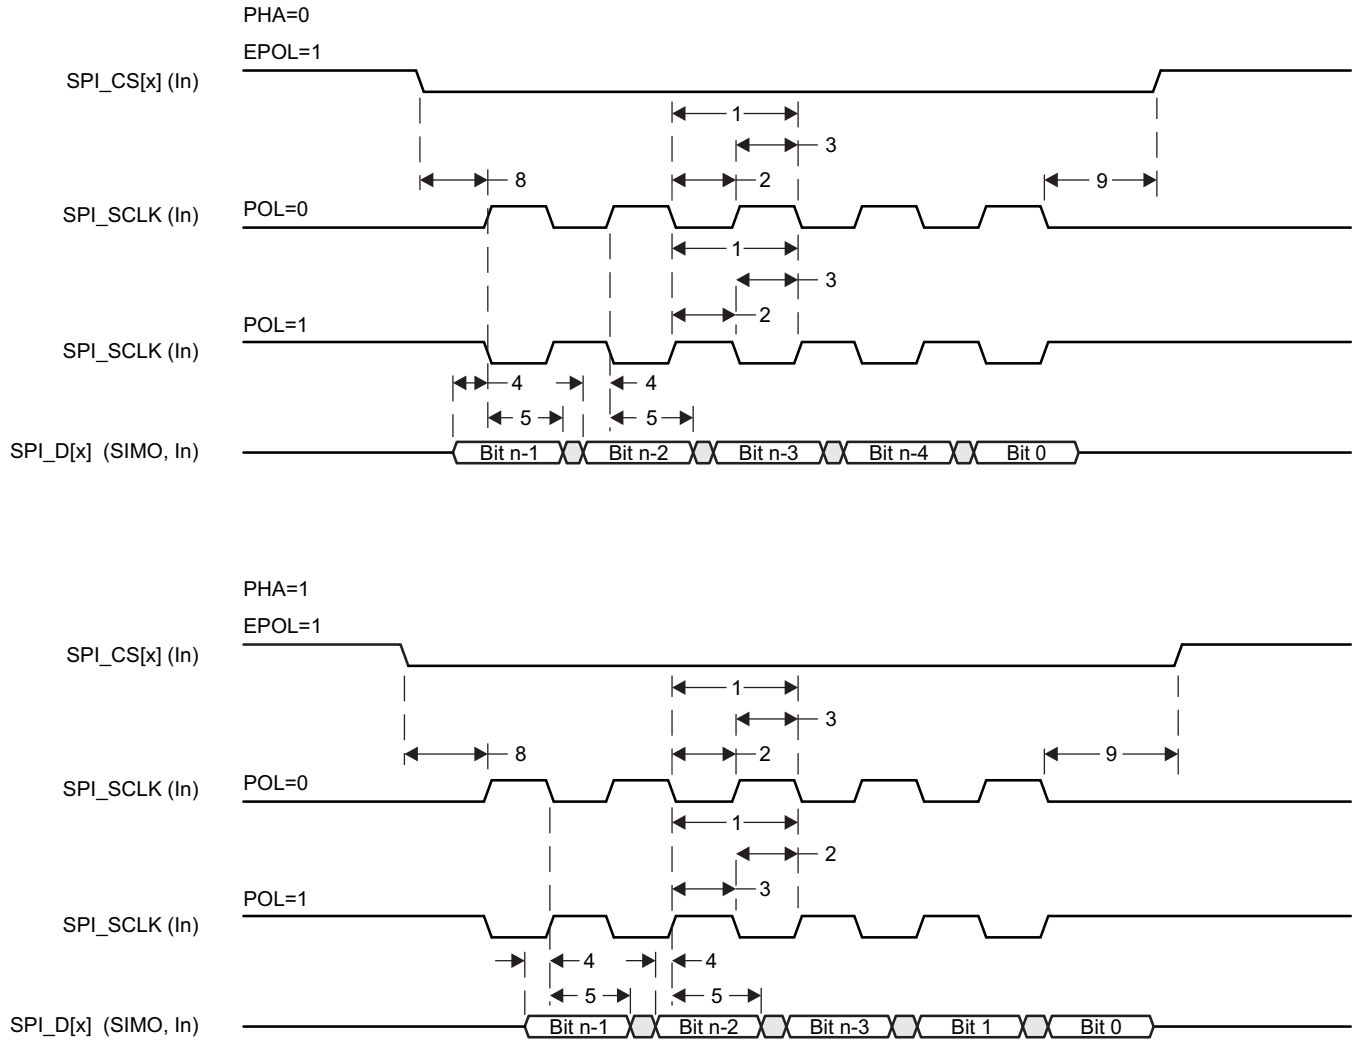 PHA=0
EPOL=1
SPI_CS[x] (In)
1
3
8
2
9
SPI_SCLK (In)
POL=0
1
3
2
POL=1
SPI_SCLK (In)
4
4
5
5
SPI_D[x] (SIMO, In)
Bit n-1
Bit n-2
Bit n-3
Bit n-4
Bit 0
PHA=1
EPOL=1
SPI_CS[x] (In)
1
3
8
2
9
SPI_SCLK (In)
POL=0
1
2
3
POL=1
SPI_SCLK (In)
4
4
5
5
SPI_D[x] (SIMO, In)
Bit n-1
Bit n-2
Bit n-3
Bit 1
Bit 0